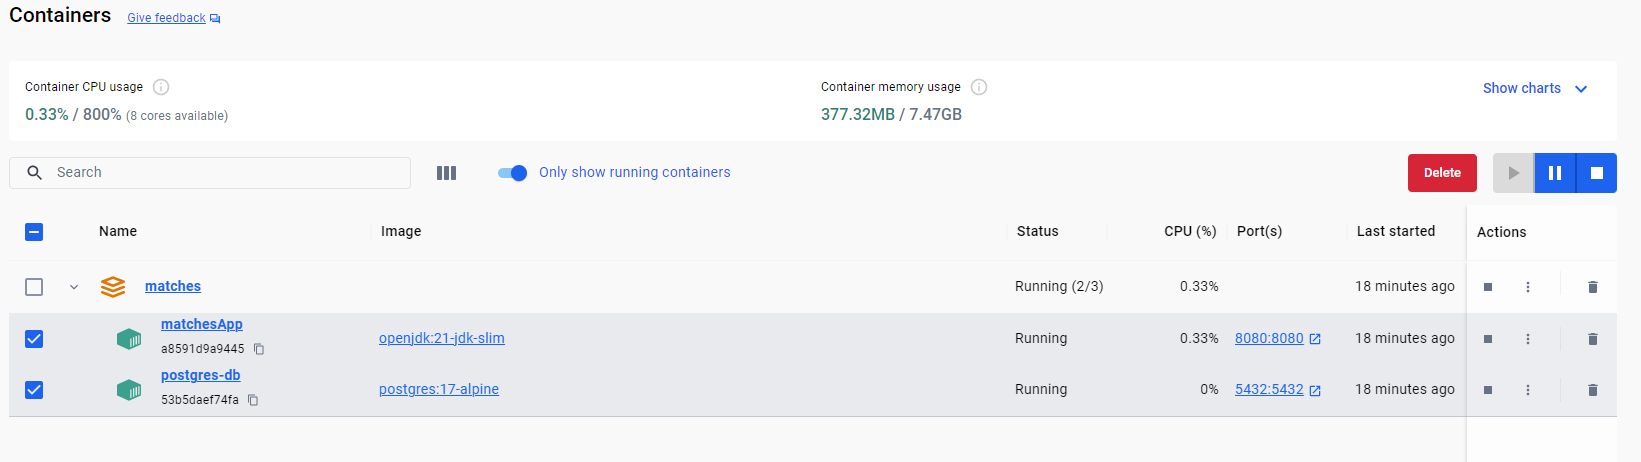 Containers Give feedback
Container CPU usage
0.33% / 800% (8 cores available)
Container memory usage
377.32MB / 7.47GB
Show charts
Search
Only show running containers
Delete
Name Image Status CPU (%) Port(s) Last started Actions
matches Running (2/3) 0.33% 18 minutes ago
matchesApp
a8591d9a9445
openjdk:21-jdk-slim Running 0.33% 8080:8080 18 minutes ago
postgres-db
53b5daef74fa
postgres:17-alpine Running 0% 5432:5432 18 minutes ago